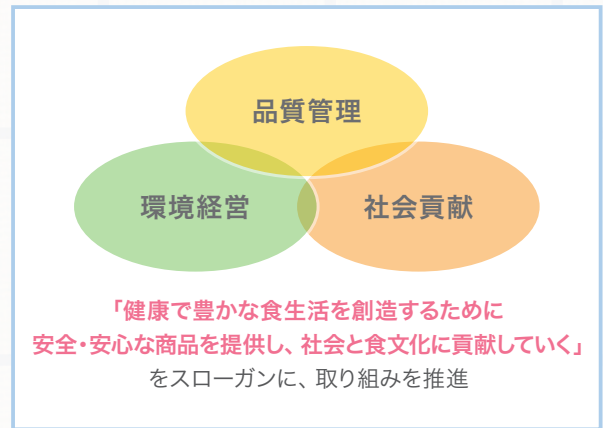 品質管理
環境経営
社会貢献
「健康で豊かな食生活を創造するために
安全・安心な商品を提供し、社会と食文化に貢献していく」
をスローガンに、取り組みを推進